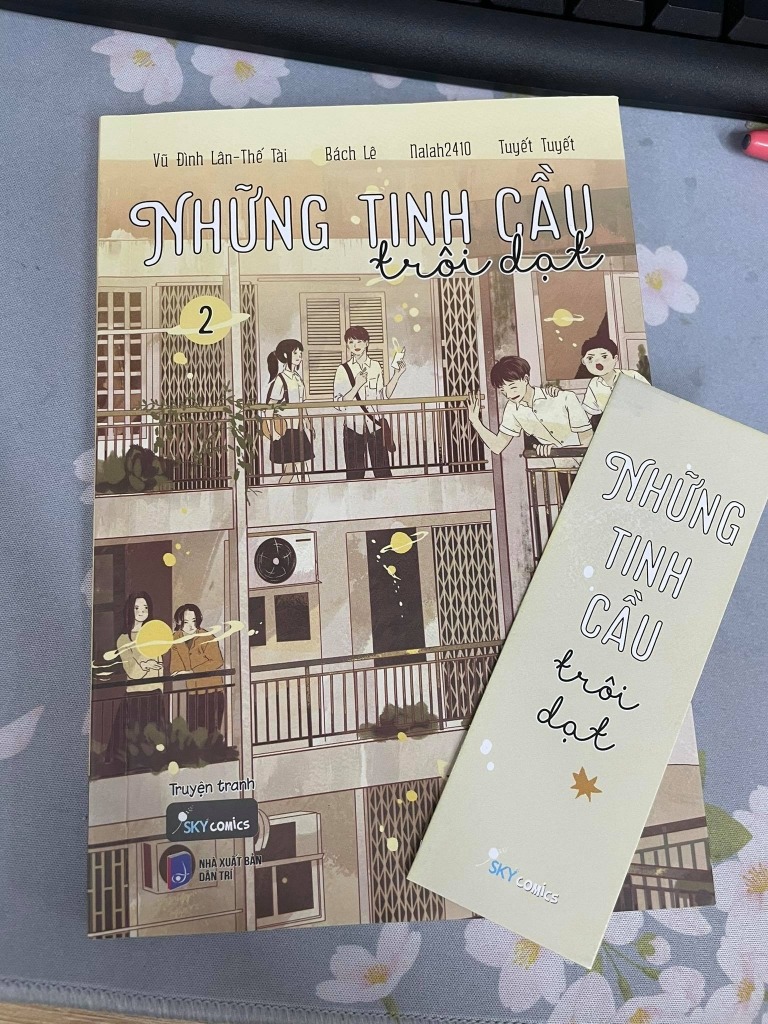 Vũ Đình Lân-Thế Tài Bách Lê Nalah2410 Tuyết Tuyết
NHỮNG TINH CẦU
trôi dạt
2
Truyện tranh
SKY COMICS
NHÀ XUẤT BẢN
DÂN TRÍ
NHỮNG
TINH
CẦU
trôi
dạt
SKY COMICS